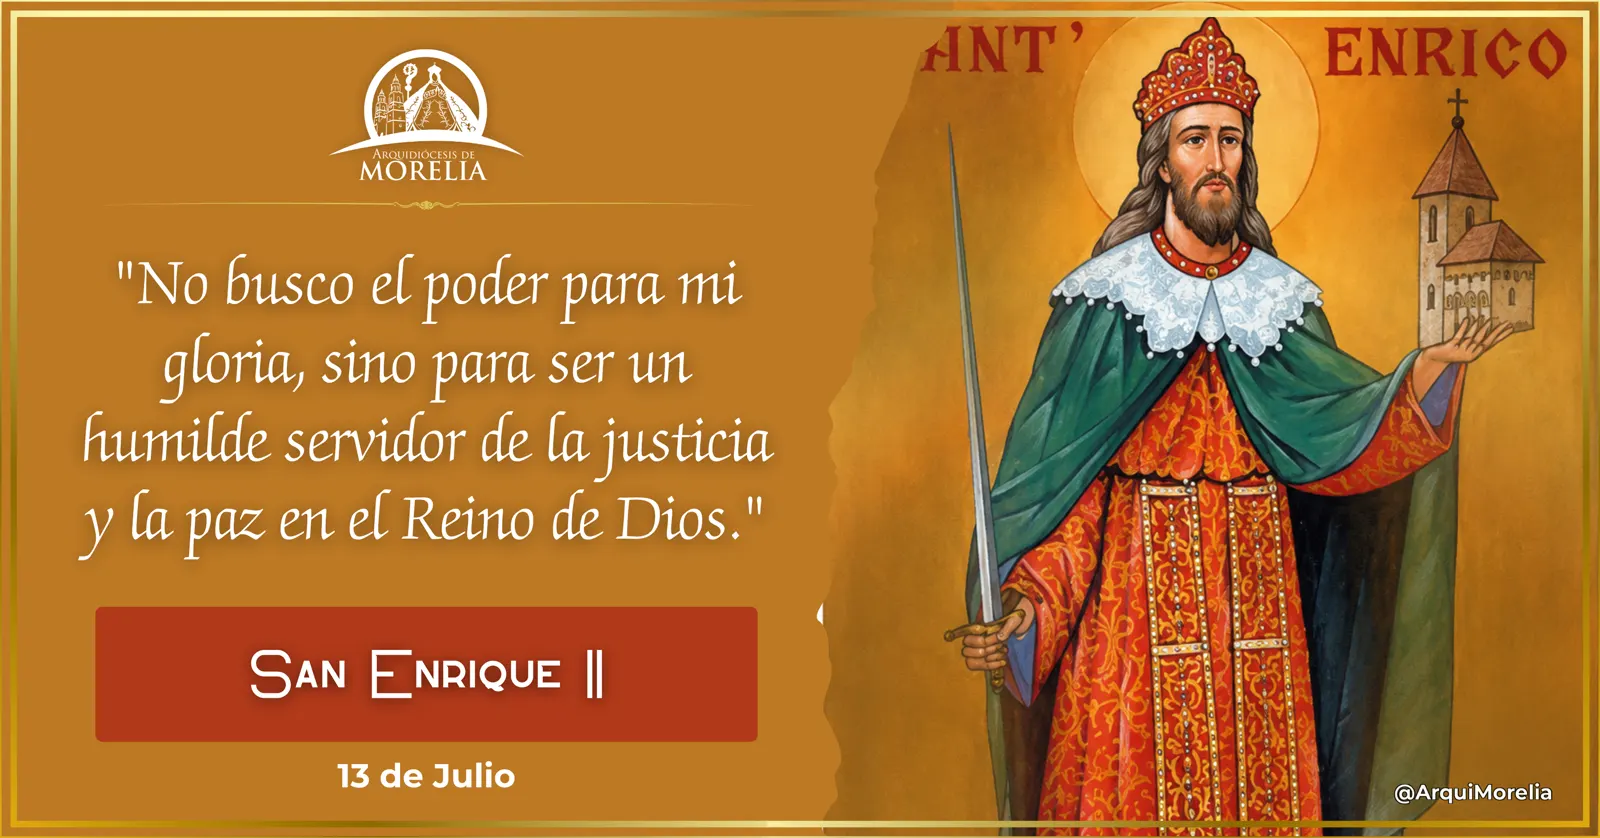 ARQUIDIÓCESIS DE
MORELIA
"No busco el poder para mi
gloria, sino para ser un
humilde servidor de la justicia
y la paz en el Reino de Dios."
SAN ENRIQUE II
13 de Julio
ANT' ENRICO
@ArquiMorelia